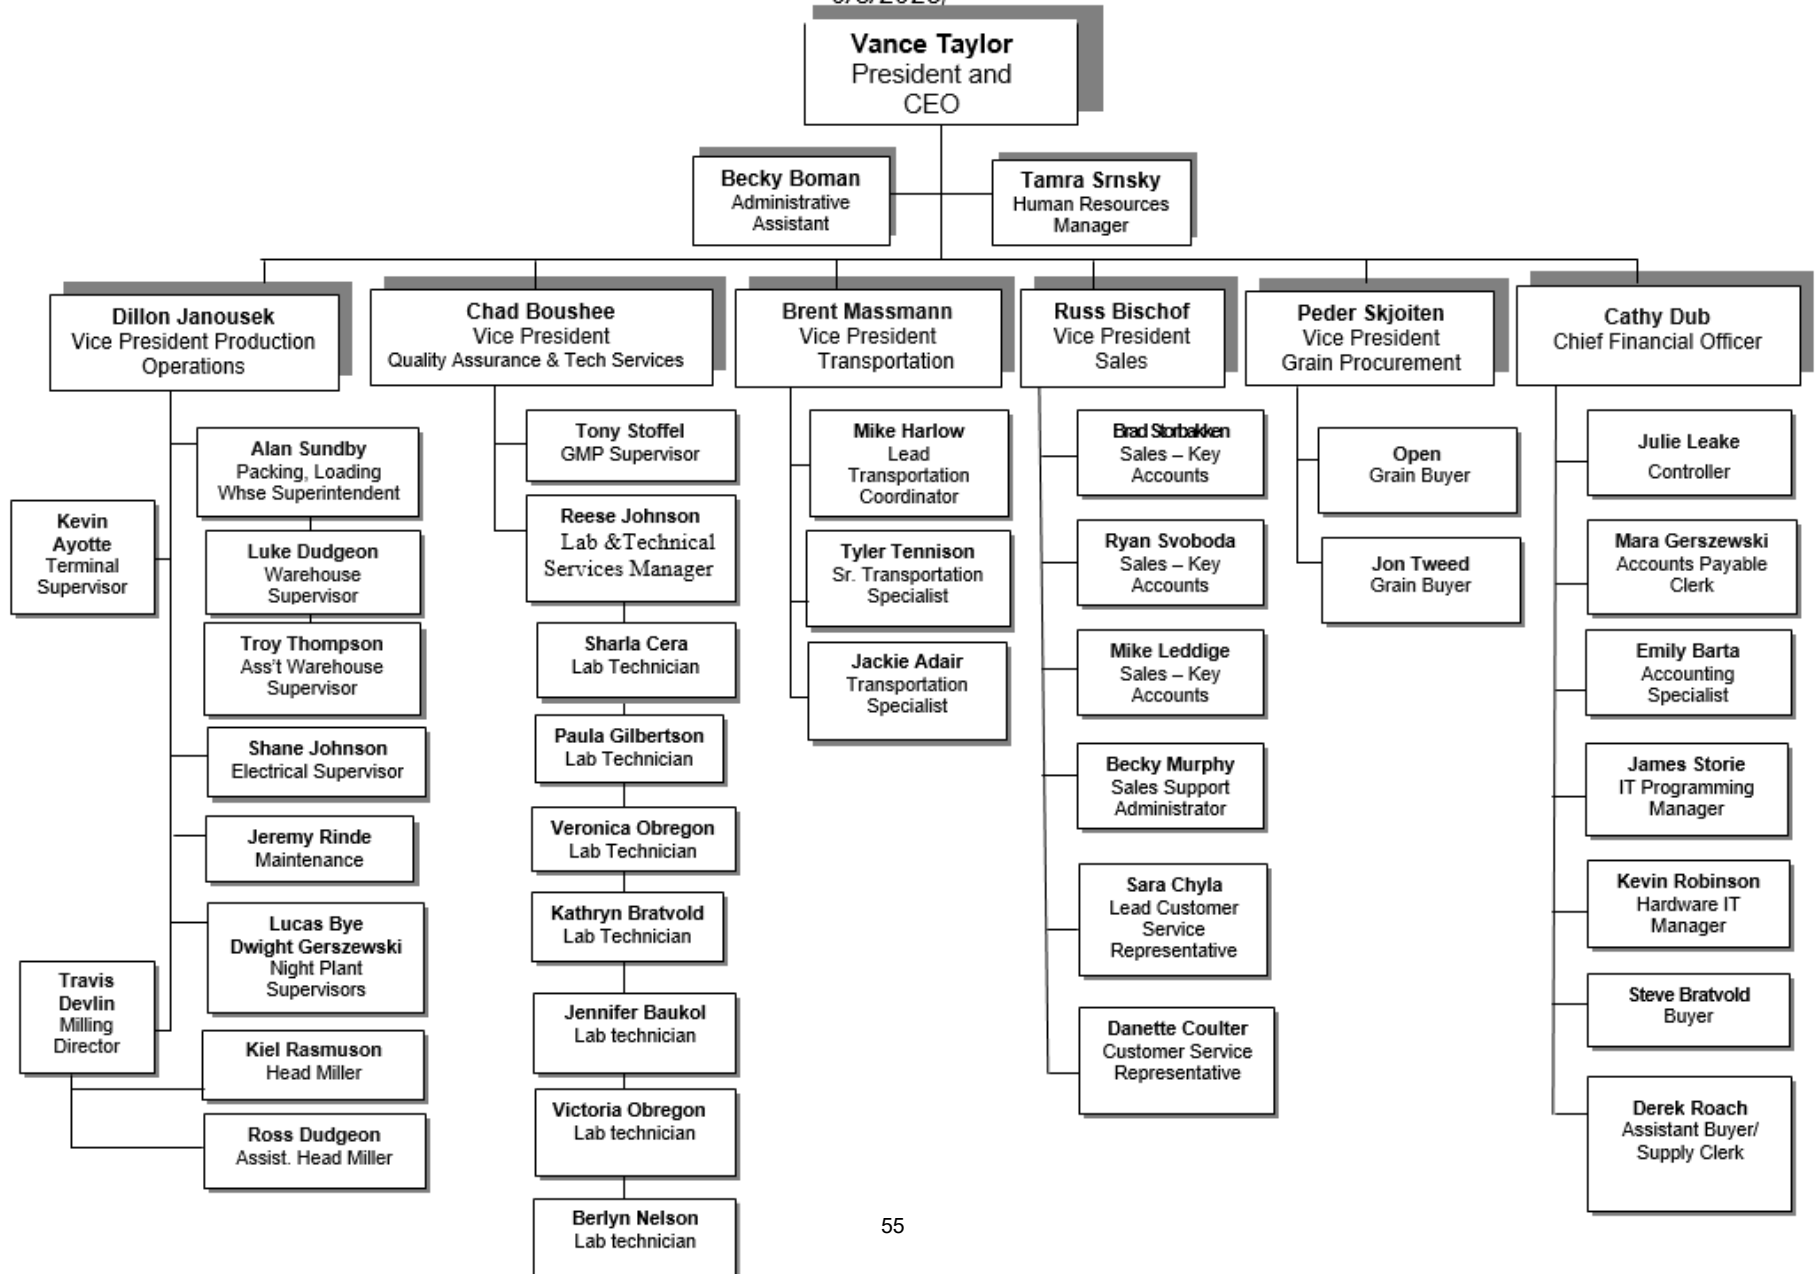 Vance Taylor
President and
CEO
Becky Boman
Administrative
Assistant
Tamra Srnsky
Human Resources
Manager
Dillon Janousek
Vice President Production
Operations
Chad Boushee
Vice President
Quality Assurance & Tech Services
Brent Massmann
Vice President
Transportation
Russ Bischof
Vice President
Sales
Peder Skjoiten
Vice President
Grain Procurement
Cathy Dub
Chief Financial Officer
Alan Sundby
Packing, Loading
Whse Superintendent
Kevin
Ayotte
Terminal
Supervisor
Luke Dudgeon
Warehouse
Supervisor
Troy Thompson
Ass't Warehouse
Supervisor
Shane Johnson
Electrical Supervisor
Jeremy Rinde
Maintenance
Lucas Bye
Dwight Gerszewski
Night Plant
Supervisors
Travis
Devlin
Milling
Director
Kiel Rasmuson
Head Miller
Ross Dudgeon
Assist. Head Miller
Tony Stoffel
GMP Supervisor
Reese Johnson
Lab &Technical
Services Manager
Sharla Cera
Lab Technician
Paula Gilbertson
Lab Technician
Veronica Obregon
Lab Technician
Kathryn Bratvold
Lab Technician
Jennifer Baukol
Lab technician
Victoria Obregon
Lab technician
Berlyn Nelson
Lab technician
Mike Harlow
Lead
Transportation
Coordinator
Tyler Tennison
Sr. Transportation
Specialist
Jackie Adair
Transportation
Specialist
Brad Storbakken
Sales – Key
Accounts
Ryan Svoboda
Sales – Key
Accounts
Mike Leddige
Sales – Key
Accounts
Becky Murphy
Sales Support
Administrator
Sara Chyla
Lead Customer
Service
Representative
Danette Coulter
Customer Service
Representative
Open
Grain Buyer
Jon Tweed
Grain Buyer
Julie Leake
Controller
Mara Gerszewski
Accounts Payable
Clerk
Emily Barta
Accounting
Specialist
James Storie
IT Programming
Manager
Kevin Robinson
Hardware IT
Manager
Steve Bratvold
Buyer
Derek Roach
Assistant Buyer/
Supply Clerk
55